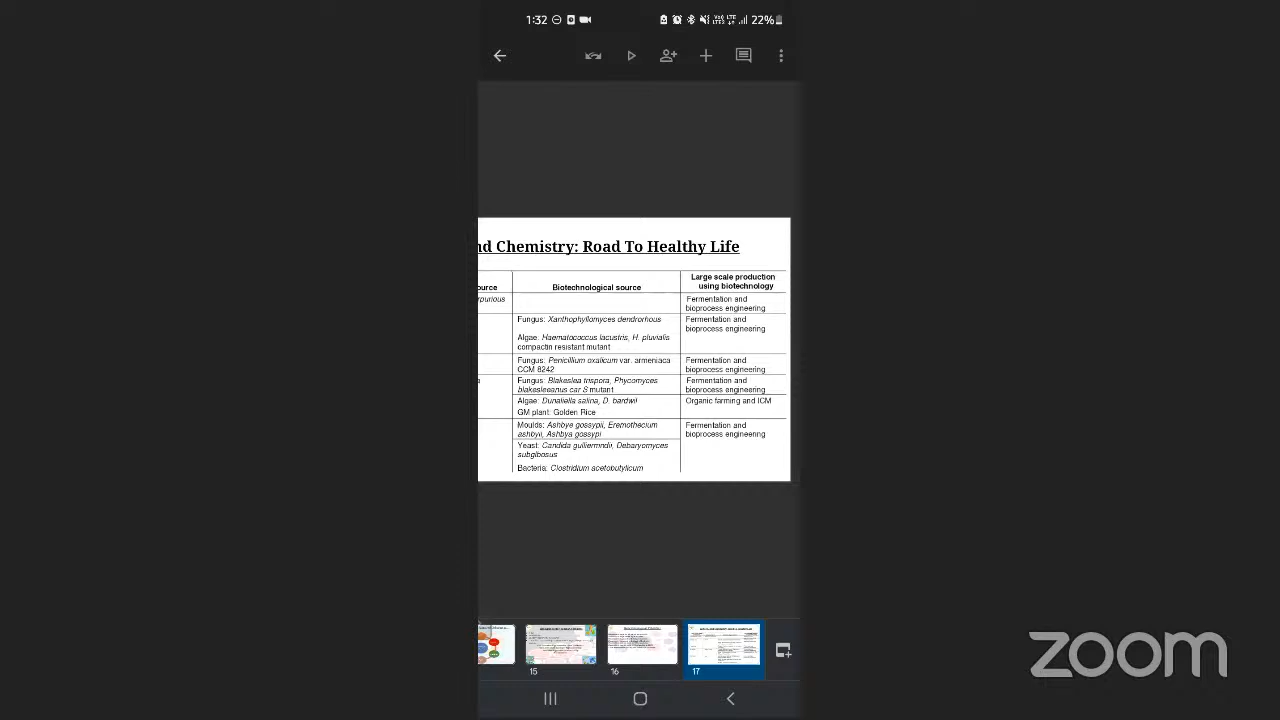 1:32
22%
nd Chemistry: Road To Healthy Life
ource
Biotechnological source
Large scale production
using biotechnology
rpurious
Fermentation and
bioprocess engineering
Fungus: Xanthophyllomyces dendrorhous
Algae: Haematococcus lacustris, H. pluvialis
compactin resistant mutant
Fermentation and
bioprocess engineering
Fungus: Penicillium oxalicum var. armeniaca
CCM 8242
Fermentation and
bioprocess engineering
a
Fungus: Blakeslea trispora, Phycomyces
blakesleeanus car S mutant
Fermentation and
bioprocess engineering
Algae: Dunaliella salina, D. bardwil
GM plant: Golden Rice
Organic farming and ICM
Moulds: Ashbye gossypii, Eremothecium
ashbyii, Ashbya gossypi
Fermentation and
bioprocess engineering
Yeast: Candida guilliermndii, Debaryomyces
subglbosus
Bacteria: Clostridium acetobutylicum
15
16
17
zoom